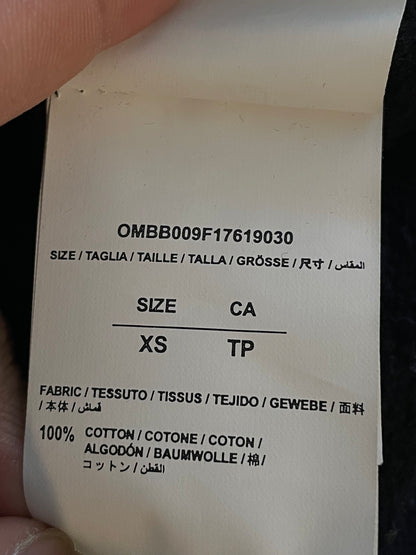 OMBB009F17619030
SIZE / TAGLIA / TAILLE / TALLA / GRÖSSE / 尺寸 / المقاس
SIZE CA
XS TP
FABRIC / TESSUTO / TISSUS / TEJIDO / GEWEBE / 面料
/ 本体 / قماش
100% COTTON / COTONE / COTON /
ALGODÓN / BAUMWOLLE / 棉 /
コットン / القطن